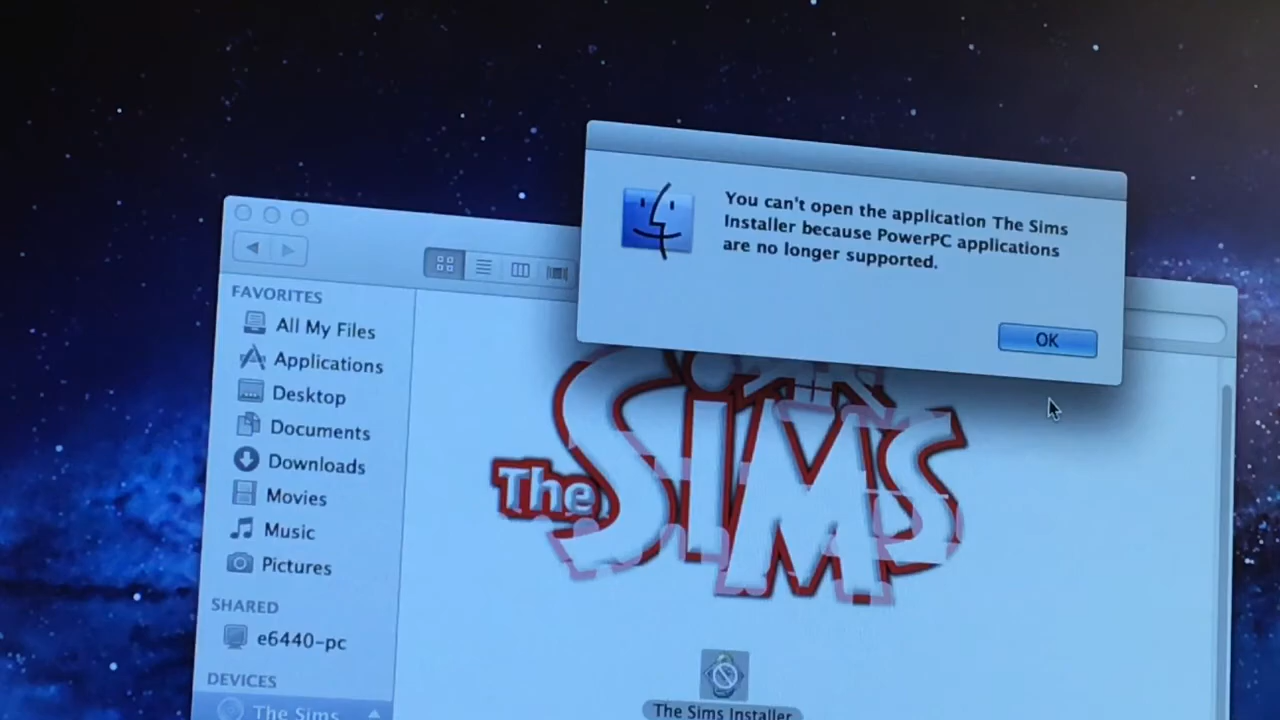 You can't open the application The Sims
Installer because PowerPC applications
are no longer supported.
OK
FAVORITES
All My Files
Applications
Desktop
Documents
Downloads
Movies
Music
Pictures
SHARED
e6440-pc
DEVICES
The Sims
The SIMS
The Sims Installer